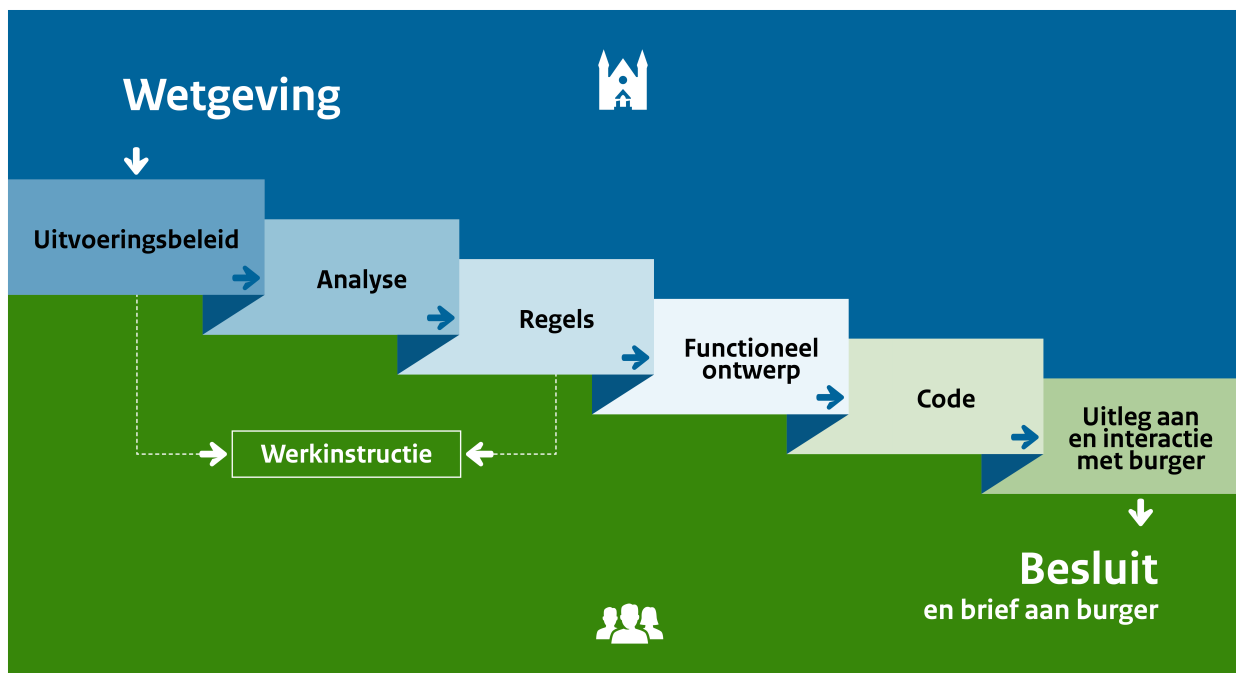 Wetgeving
Uitvoeringsbeleid
Analyse
Regels
Functioneel
ontwerp
Code
Uitleg aan
en interactie
met burger
Werkinstructie
Besluit
en brief aan burger